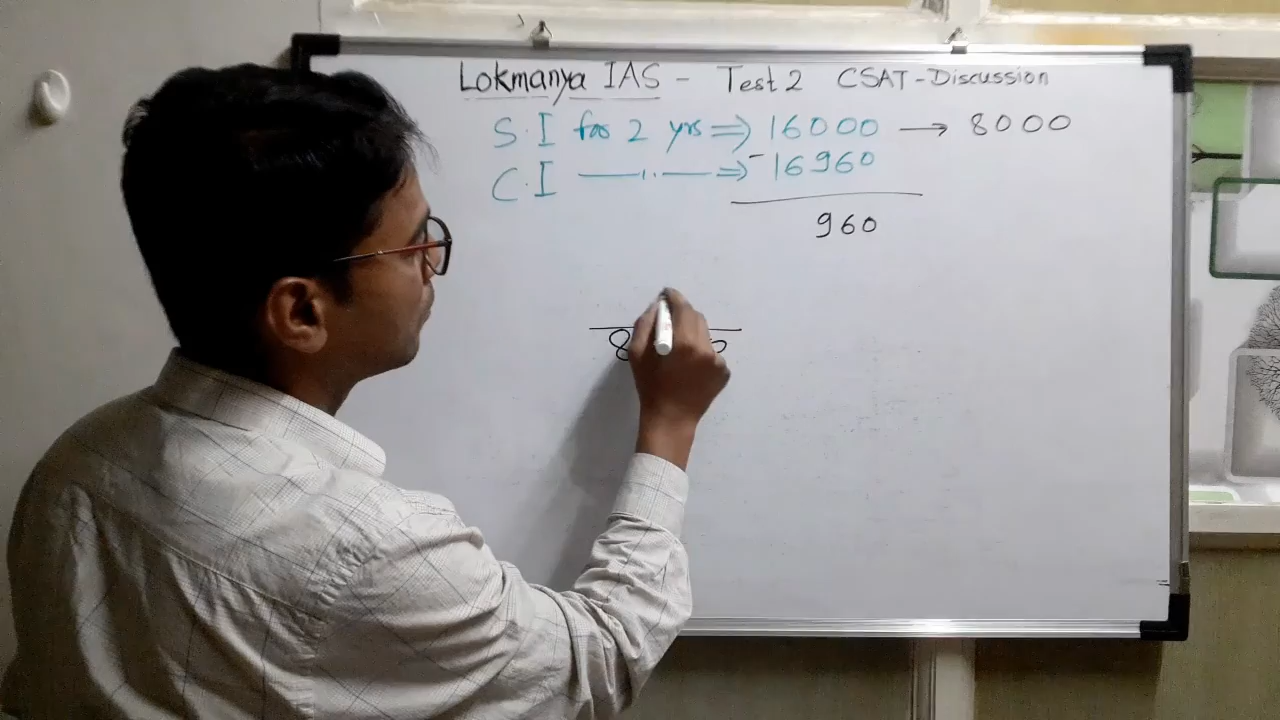 Lokmanya IAS - Test 2 CSAT - Discussion
S.I for 2 yrs ⇒ 16000 → 8000
C.I —〃— ⇒ - 16960
960